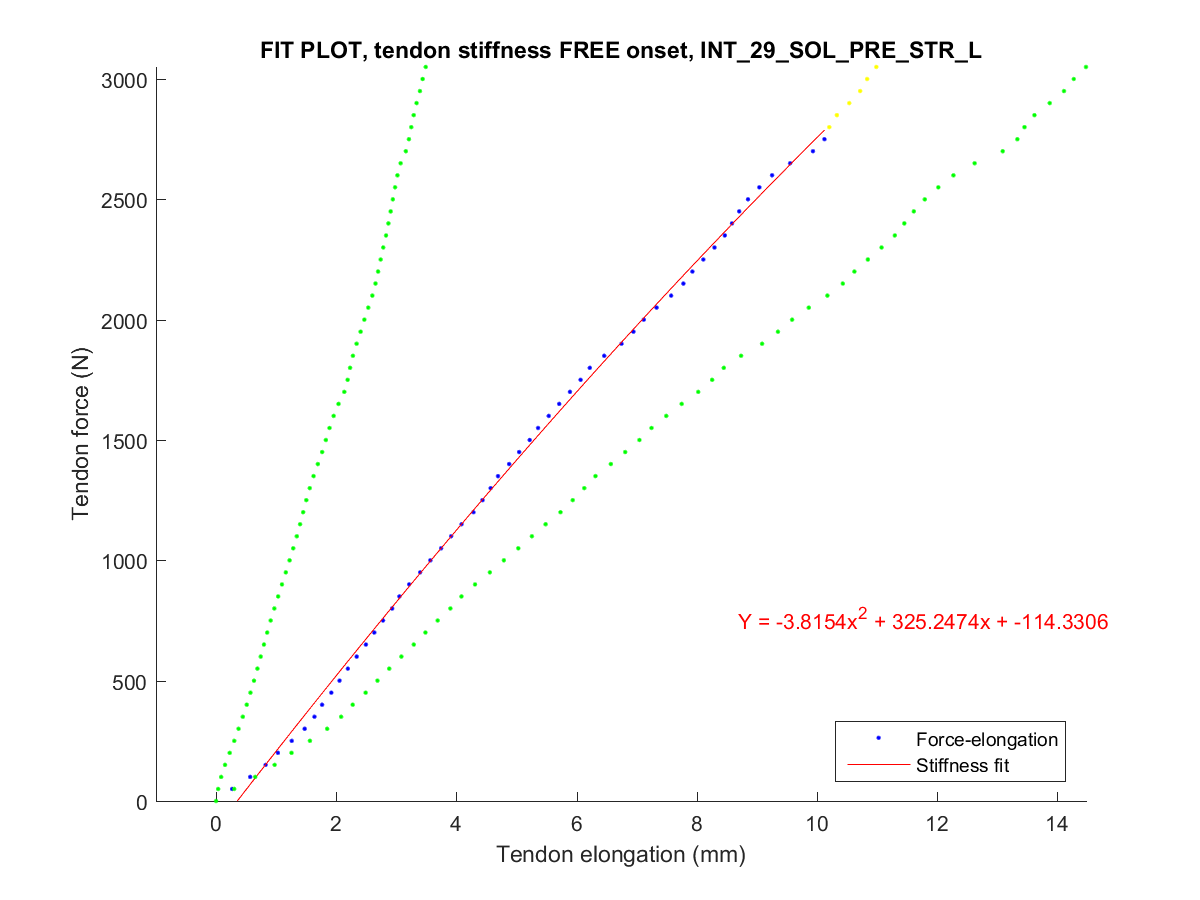 FIT PLOT, tendon stiffness FREE onset, INT_29_SOL_PRE_STR_L
3000
2500
2000
1500
1000
500
0
Tendon force (N)
Y = -3.8154x² + 325.2474x + -114.3306
Force-elongation
Stiffness fit
0 2 4 6 8 10 12 14
Tendon elongation (mm)